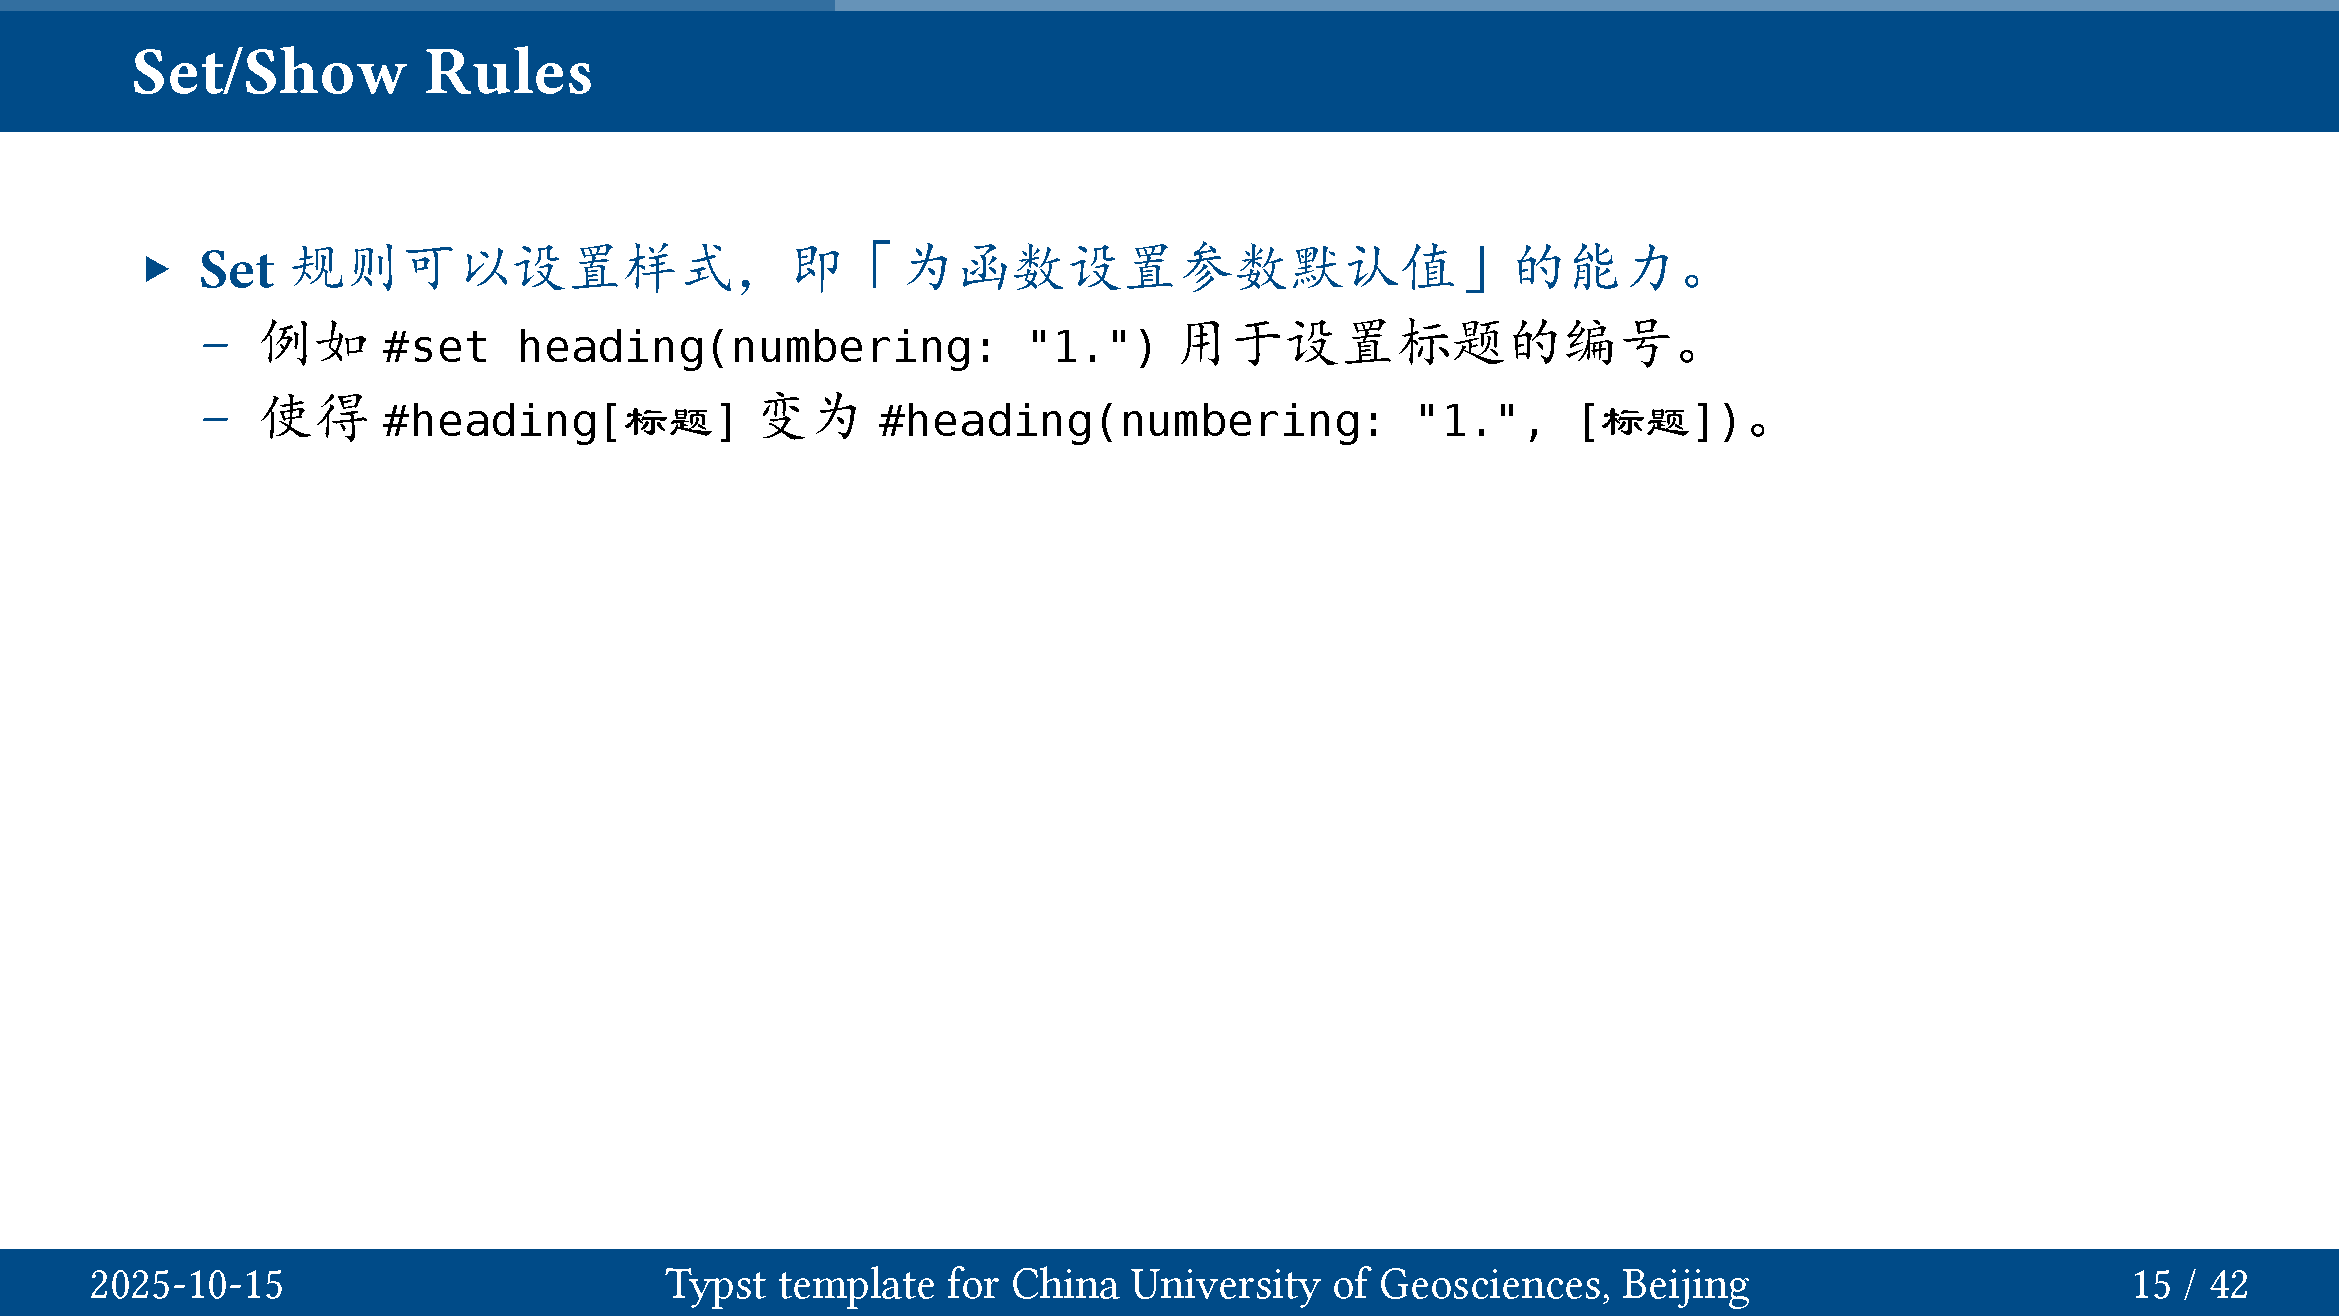 Set/Show Rules
▶ Set 规则可以设置样式，即「为函数设置参数默认值」的能力。
– 例如 #set heading(numbering: "1.") 用于设置标题的编号。
– 使得 #heading[标题] 变为 #heading(numbering: "1.", [标题])。
2025-10-15
Typst template for China University of Geosciences, Beijing
15 / 42